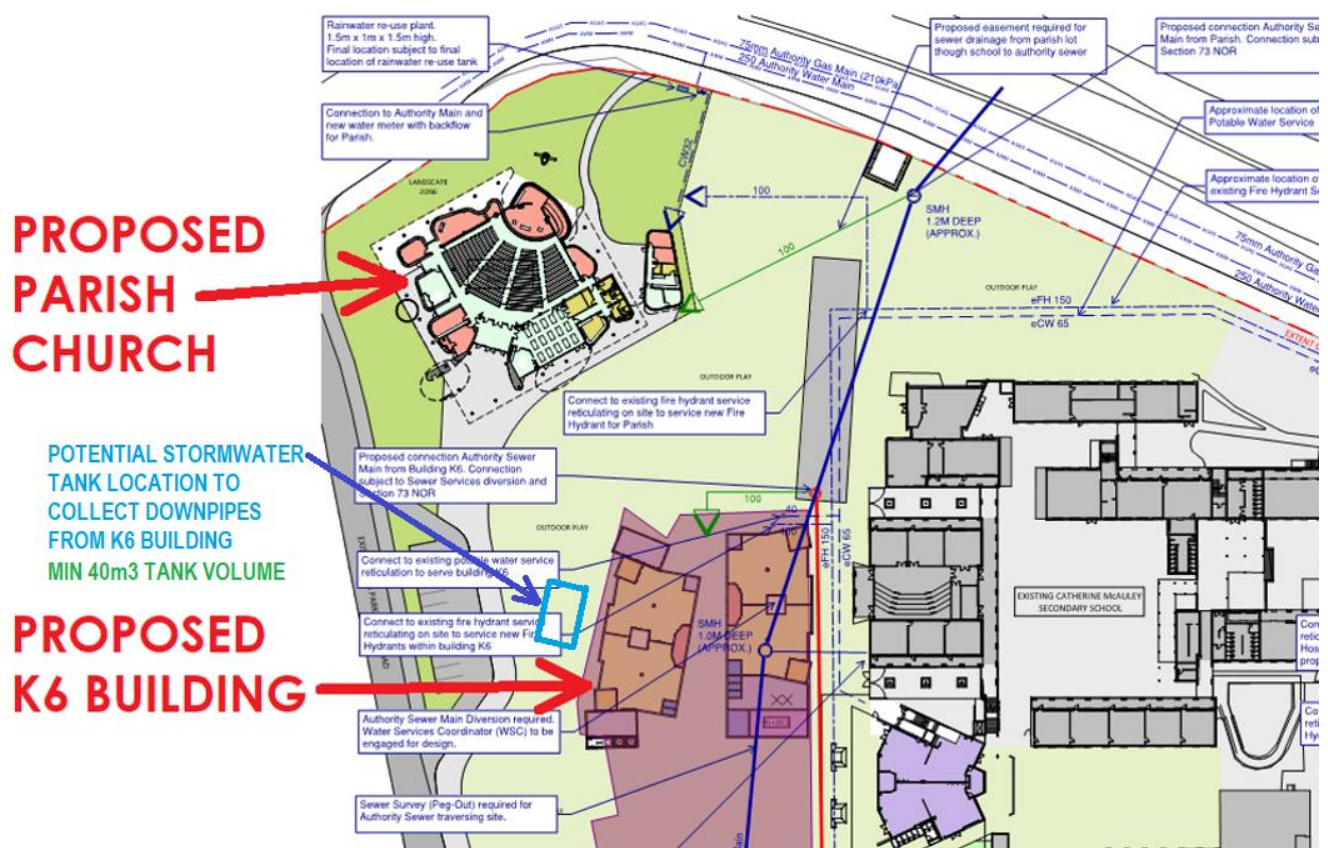 Rainwater re-use plant.
1.5m x 1m x 1.5m high.
Final location subject to final
location of rainwater re-use tank
Proposed easement required for
sewer drainage from parish lot
though school to authority sewer
Proposed connection Authority Se
Main from Parish. Connection sub
Section 73 NOR
75mm Authority Gas Main (210kPa
250 Authority Water Main
Connection to Authority Main and
new water meter with backflow
for Parish.
Approximate location of
Potable Water Service
Approximate location of
existing Fire Hydrant Se
LANDSCAPE
ZONE
CW32
100
100
SMH
1.2M DEEP
(APPROX.)
75mm Authority Ga
250 Authority Water
PROPOSED
PARISH
CHURCH
OUTDOOR PLAY
eFH 150
eCW 65
OUTDOOR PLAY
Connect to existing fire hydrant service
reticulating on site to service new Fire
Hydrant for Parish
POTENTIAL STORMWATER
TANK LOCATION TO
COLLECT DOWNPIPES
FROM K6 BUILDING
MIN 40m3 TANK VOLUME
Proposed connection Authority Sewer
Main from Building K6. Connection
subject to Sewer Services diversion and
Section 73 NOR
100
40
OUTDOOR PLAY
eFH 150
eCW 65
Connect to existing potable water service
reticulation to serve building K6
EXISTING CATHERINE McAULEY
SECONDARY SCHOOL
Connect to existing fire hydrant service
reticulating on site to service new Fire
Hydrants within building K6
SMH
1.0M DEEP
(APPROX.)
PROPOSED
K6 BUILDING
Authority Sewer Main Diversion required.
Water Services Coordinator (WSC) to be
engaged for design.
Sewer Survey (Peg-Out) required for
Authority Sewer traversing site.